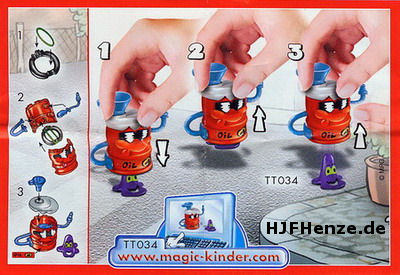 1
2
3
1
2
3
OIL
OIL
OIL
TT034
TT034
www.magic-kinder.com
HJFHenze.de